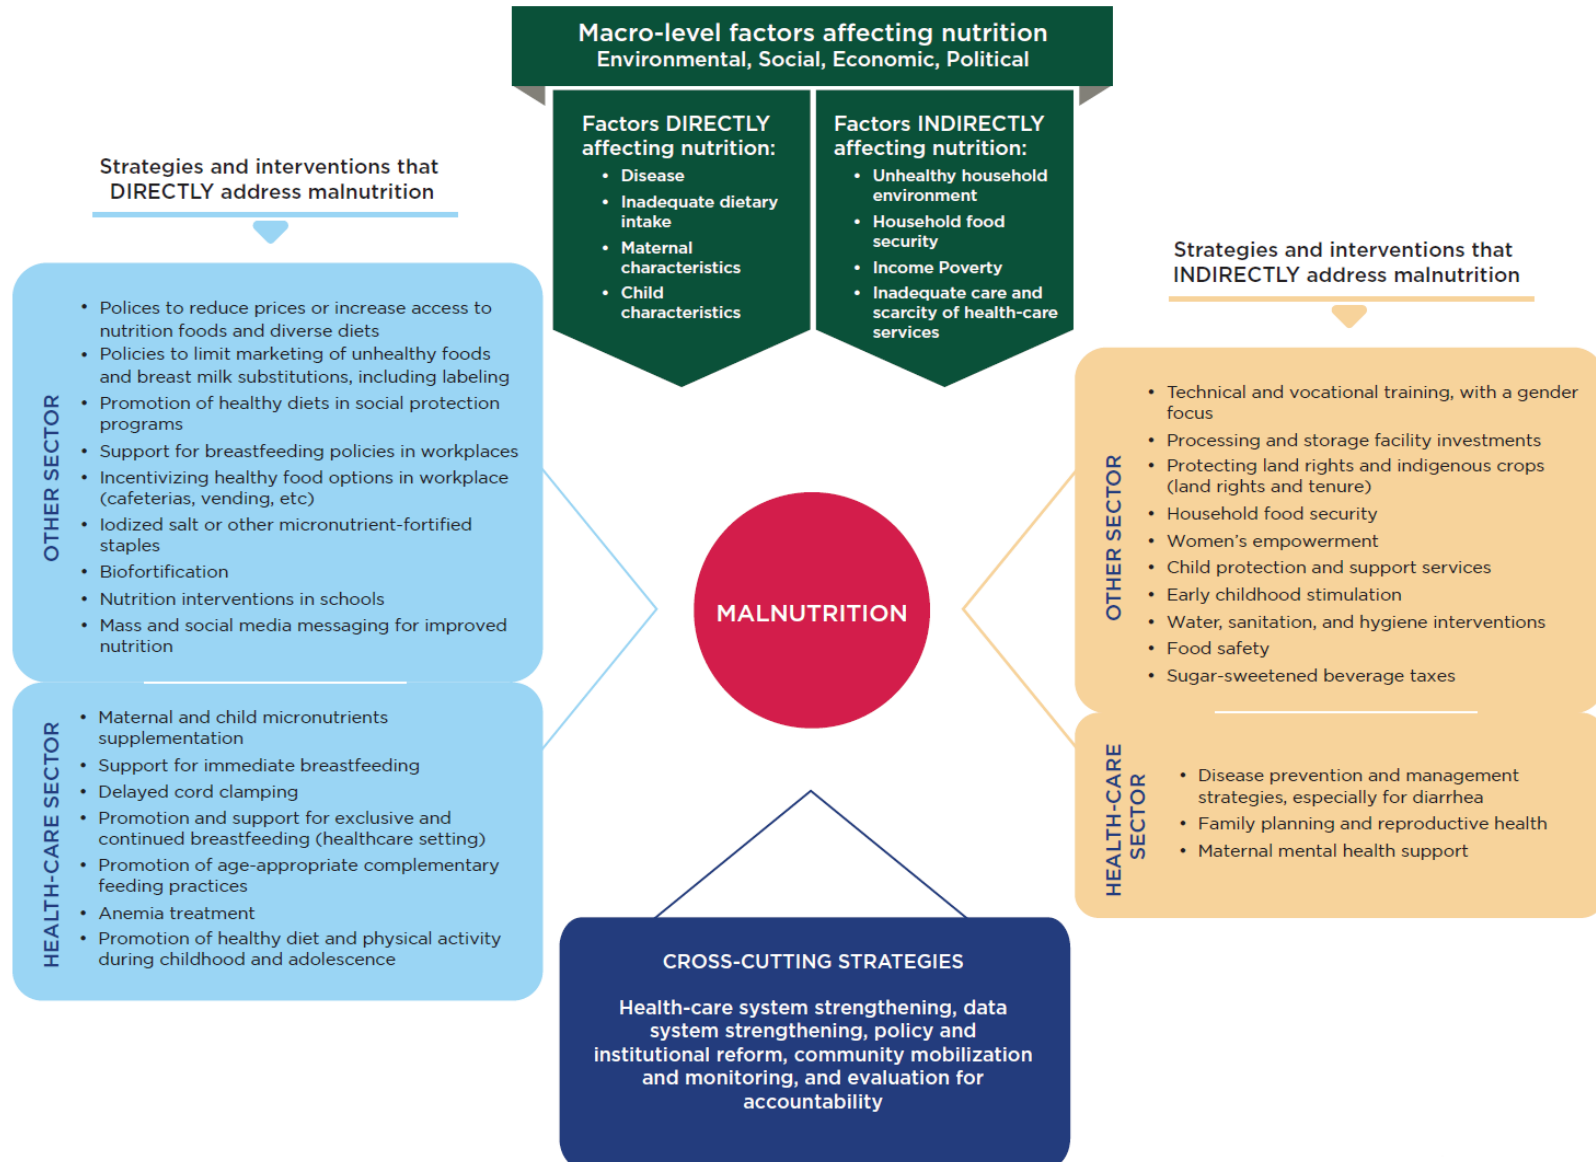 Macro-level factors affecting nutrition
Environmental, Social, Economic, Political
Factors DIRECTLY
affecting nutrition:
• Disease
• Inadequate dietary
intake
• Maternal
characteristics
• Child
characteristics
Factors INDIRECTLY
affecting nutrition:
• Unhealthy household
environment
• Household food
security
• Income Poverty
• Inadequate care and
scarcity of health-care
services
Strategies and interventions that
DIRECTLY address malnutrition
OTHER SECTOR
• Polices to reduce prices or increase access to
nutrition foods and diverse diets
• Policies to limit marketing of unhealthy foods
and breast milk substitutions, including labeling
• Promotion of healthy diets in social protection
programs
• Support for breastfeeding policies in workplaces
• Incentivizing healthy food options in workplace
(cafeterias, vending, etc)
• Iodized salt or other micronutrient-fortified
staples
• Biofortification
• Nutrition interventions in schools
• Mass and social media messaging for improved
nutrition
HEALTH-CARE SECTOR
• Maternal and child micronutrients
supplementation
• Support for immediate breastfeeding
• Delayed cord clamping
• Promotion and support for exclusive and
continued breastfeeding (healthcare setting)
• Promotion of age-appropriate complementary
feeding practices
• Anemia treatment
• Promotion of healthy diet and physical activity
during childhood and adolescence
MALNUTRITION
Strategies and interventions that
INDIRECTLY address malnutrition
OTHER SECTOR
• Technical and vocational training, with a gender
focus
• Processing and storage facility investments
• Protecting land rights and indigenous crops
(land rights and tenure)
• Household food security
• Women’s empowerment
• Child protection and support services
• Early childhood stimulation
• Water, sanitation, and hygiene interventions
• Food safety
• Sugar-sweetened beverage taxes
HEALTH-CARE
SECTOR
• Disease prevention and management
strategies, especially for diarrhea
• Family planning and reproductive health
• Maternal mental health support
CROSS-CUTTING STRATEGIES
Health-care system strengthening, data
system strengthening, policy and
institutional reform, community mobilization
and monitoring, and evaluation for
accountability